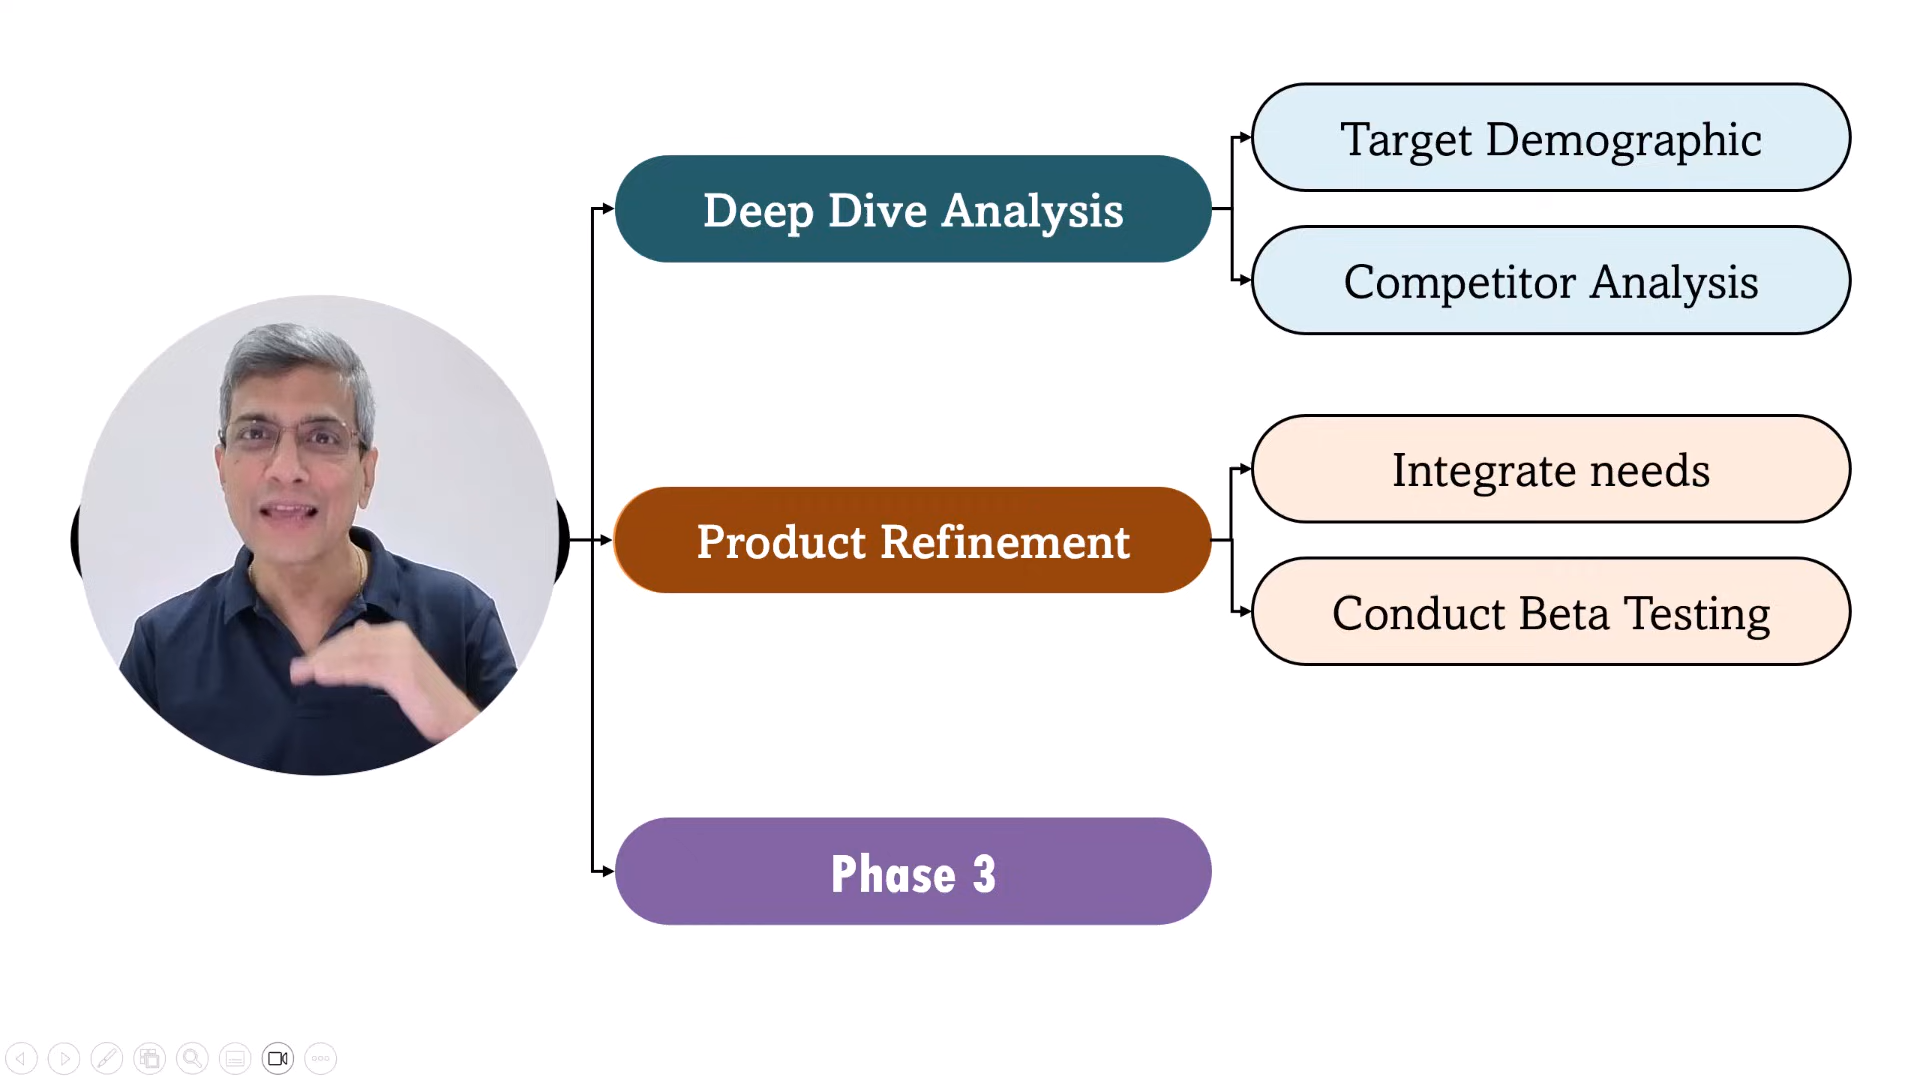 Deep Dive Analysis
Target Demographic
Competitor Analysis
Product Refinement
Integrate needs
Conduct Beta Testing
Phase 3